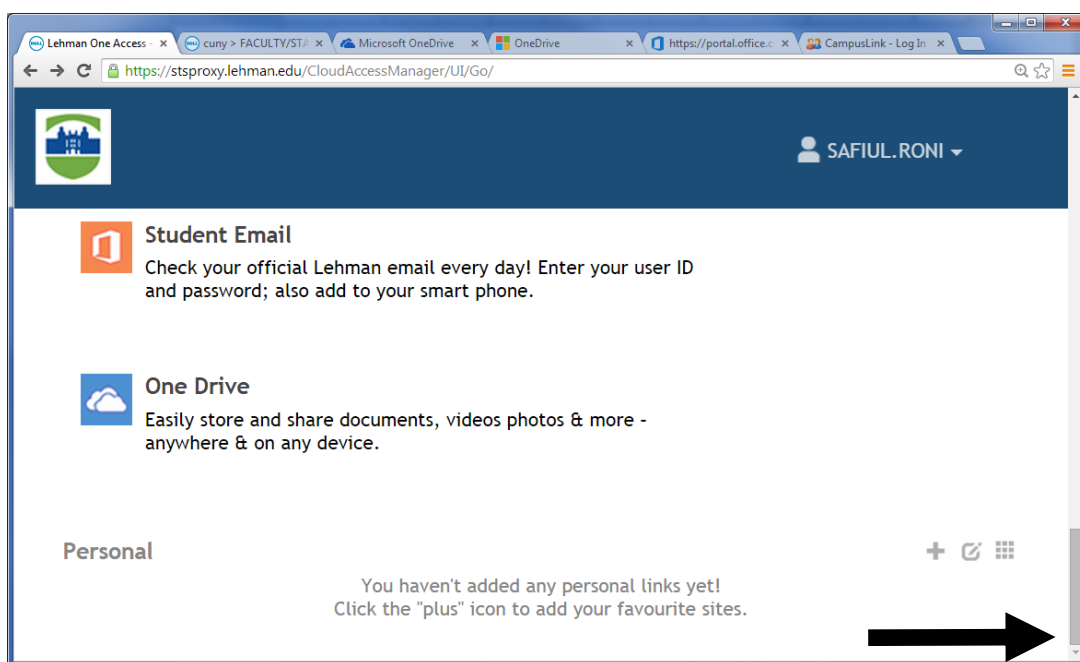 Lehman One Access -
cuny > FACULTY/STA
Microsoft OneDrive
OneDrive
https://portal.office.c
CampusLink - Log In
https://stsproxy.lehman.edu/CloudAccessManager/UI/Go/
SAFIUL.RONI
Student Email
Check your official Lehman email every day! Enter your user ID
and password; also add to your smart phone.
One Drive
Easily store and share documents, videos photos & more -
anywhere & on any device.
Personal
You haven't added any personal links yet!
Click the "plus" icon to add your favourite sites.